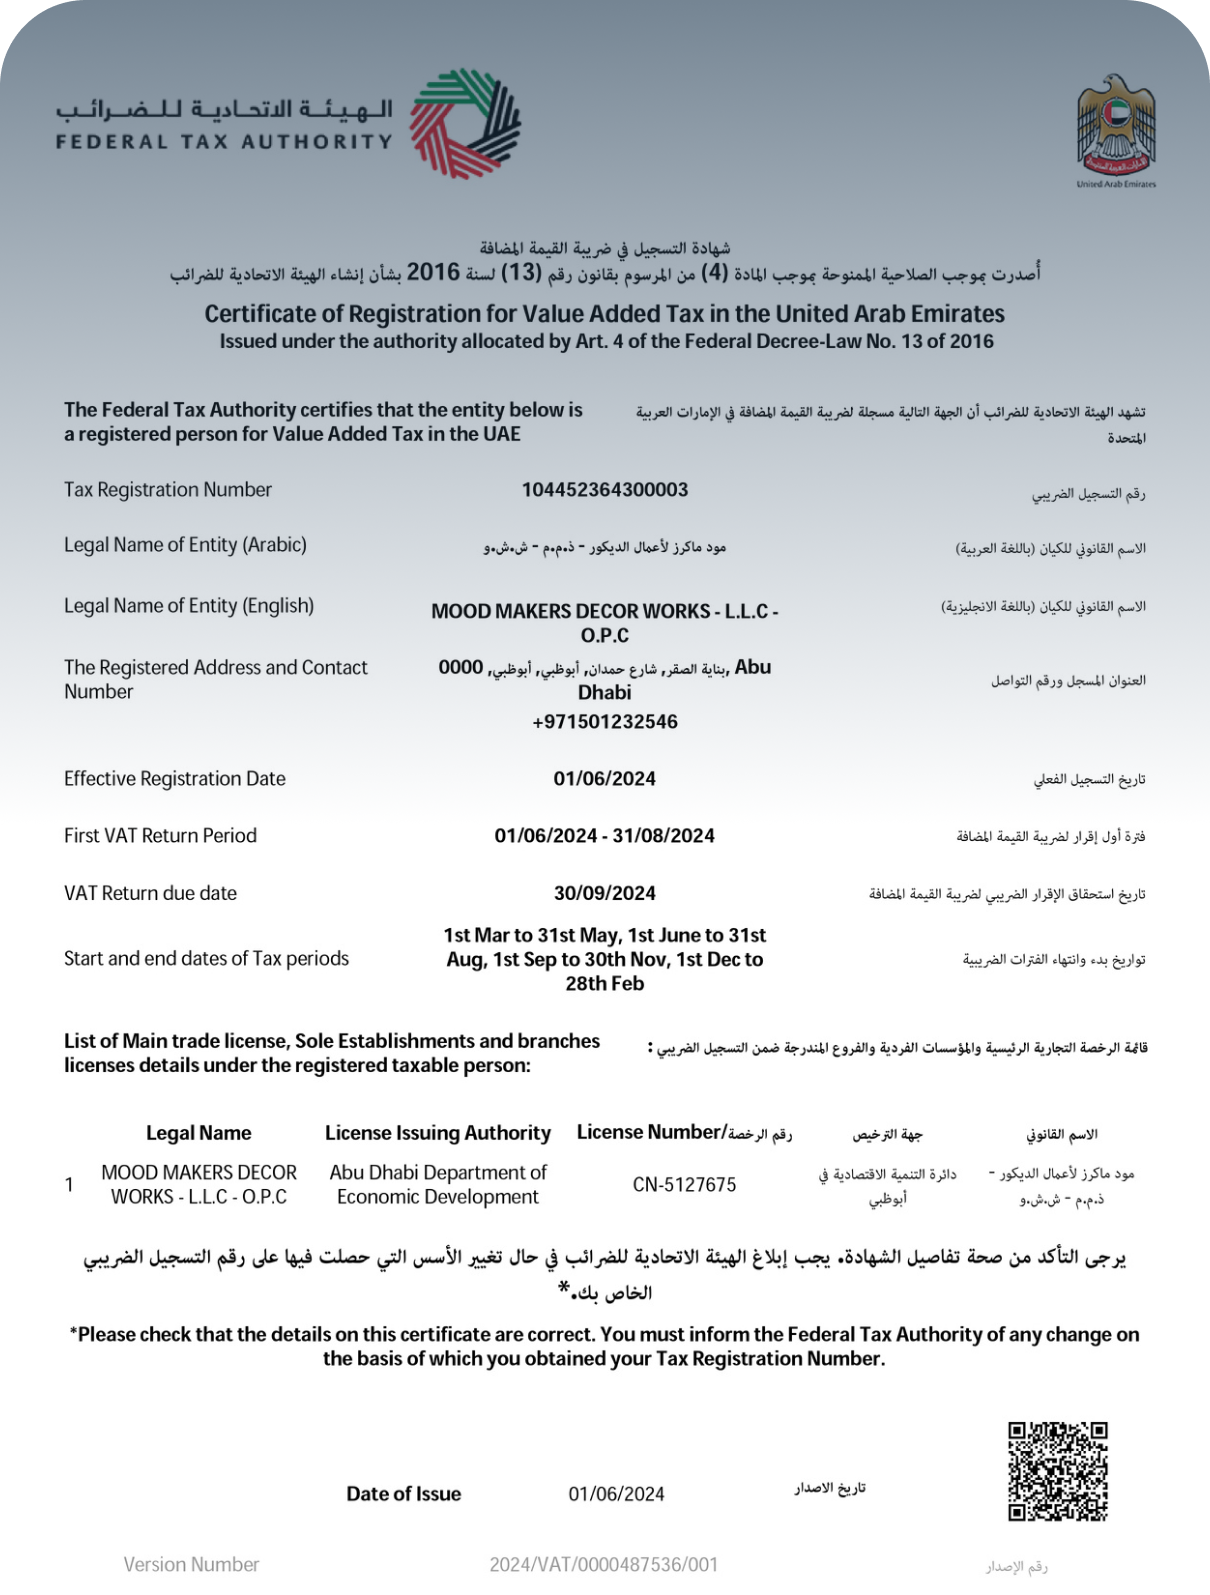 الهيئة الاتحادية للضرائب
FEDERAL TAX AUTHORITY
United Arab Emirates
شهادة التسجيل في ضريبة القيمة المضافة
أُصدرت بموجب الصلاحية الممنوحة بموجب المادة (4) من المرسوم بقانون رقم (13) لسنة 2016 بشأن إنشاء الهيئة الاتحادية للضرائب
Certificate of Registration for Value Added Tax in the United Arab Emirates
Issued under the authority allocated by Art. 4 of the Federal Decree-Law No. 13 of 2016
The Federal Tax Authority certifies that the entity below is
a registered person for Value Added Tax in the UAE
تشهد الهيئة الاتحادية للضرائب أن الجهة التالية مسجلة لضريبة القيمة المضافة في الإمارات العربية
المتحدة
Tax Registration Number 104452364300003 رقم التسجيل الضريبي
Legal Name of Entity (Arabic) مود ماكرز لأعمال الديكور - ذ.م.م - ش.ش.و الاسم القانوني للكيان (باللغة العربية)
Legal Name of Entity (English) MOOD MAKERS DECOR WORKS - L.L.C - الاسم القانوني للكيان (باللغة الانجليزية)
O.P.C
The Registered Address and Contact
Number
0000 ,بناية الصقر, شارع حمدان, أبوظبي, أبوظبي, Abu
Dhabi
+971501232546
العنوان المسجل ورقم التواصل
Effective Registration Date 01/06/2024 تاريخ التسجيل الفعلي
First VAT Return Period 01/06/2024 - 31/08/2024 فترة أول إقرار لضريبة القيمة المضافة
VAT Return due date 30/09/2024 تاريخ استحقاق الإقرار الضريبي لضريبة القيمة المضافة
Start and end dates of Tax periods
1st Mar to 31st May, 1st June to 31st
Aug, 1st Sep to 30th Nov, 1st Dec to
28th Feb
تواريخ بدء وانتهاء الفترات الضريبية
List of Main trade license, Sole Establishments and branches
licenses details under the registered taxable person:
قائمة الرخصة التجارية الرئيسية والمؤسسات الفردية والفروع المندرجة ضمن التسجيل الضريبي :
Legal Name License Issuing Authority License Number/رقم الرخصة جهة الترخيص الاسم القانوني
1
MOOD MAKERS DECOR
WORKS - L.L.C - O.P.C
Abu Dhabi Department of
Economic Development
CN-5127675
دائرة التنمية الاقتصادية في
أبوظبي
مود ماكرز لأعمال الديكور -
ذ.م.م - ش.ش.و
يرجى التأكد من صحة تفاصيل الشهادة. يجب إبلاغ الهيئة الاتحادية للضرائب في حال تغيير الأسس التي حصلت فيها على رقم التسجيل الضريبي
الخاص بك.*
*Please check that the details on this certificate are correct. You must inform the Federal Tax Authority of any change on
the basis of which you obtained your Tax Registration Number.
Date of Issue 01/06/2024 تاريخ الاصدار
Version Number 2024/VAT/0000487536/001 رقم الإصدار